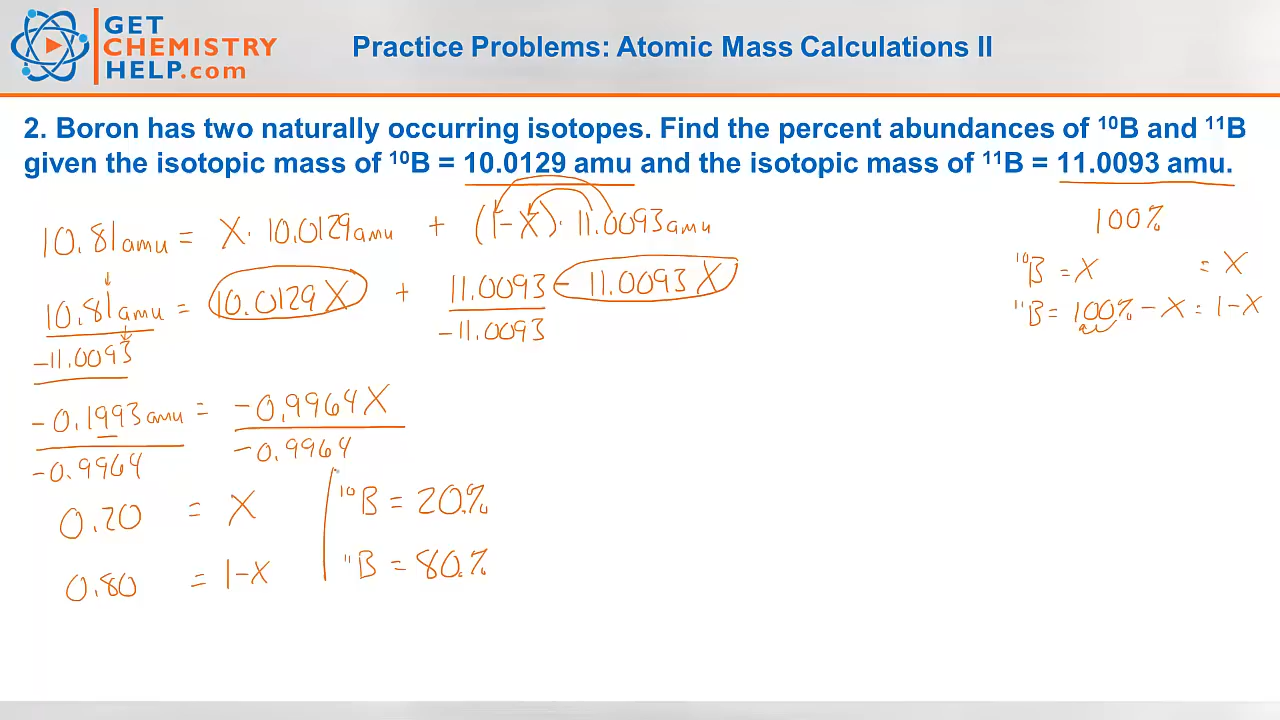 GET
CHEMISTRY
HELP.com
Practice Problems: Atomic Mass Calculations II
2. Boron has two naturally occurring isotopes. Find the percent abundances of ¹⁰B and ¹¹B
given the isotopic mass of ¹⁰B = 10.0129 amu and the isotopic mass of ¹¹B = 11.0093 amu.
10.81 amu = X · 10.0129 amu + (1-X) · 11.0093 amu
10.81 amu = 10.0129 X + 11.0093 - 11.0093 X
-11.0093
-11.0093
-0.1993 amu = -0.9964 X
-0.9964 -0.9964
0.20 = X
0.80 = 1-X
¹⁰B = 20.%
¹¹B = 80.%
100%
¹⁰B = X = X
¹¹B = 100% - X = 1-X